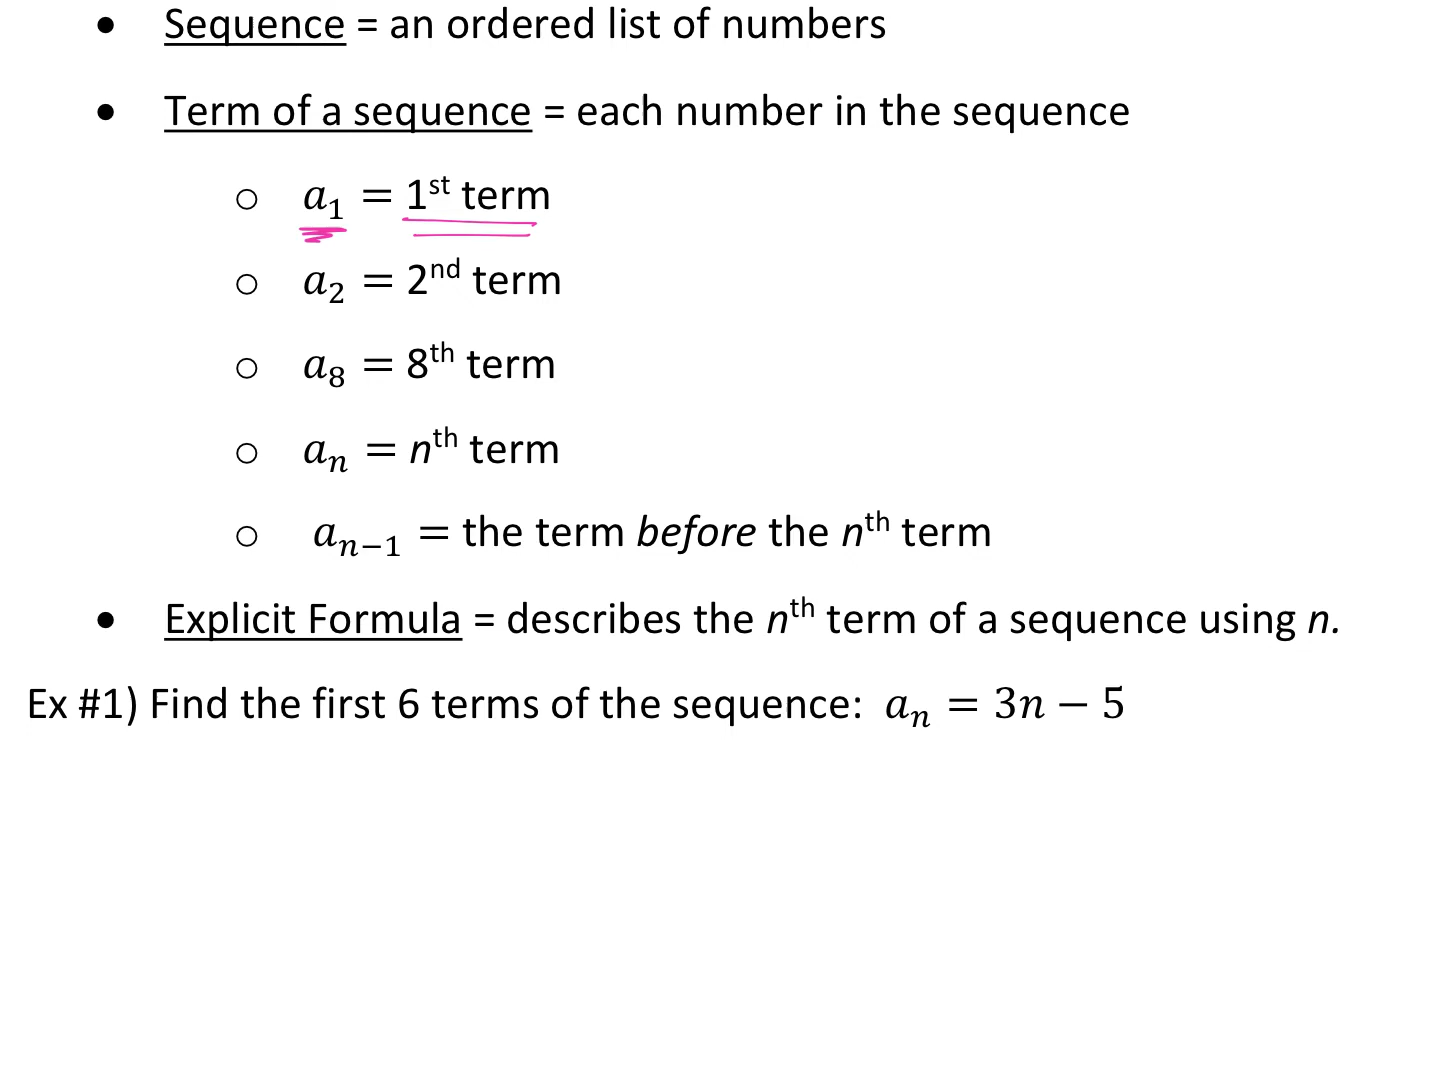 • Sequence = an ordered list of numbers
• Term of a sequence = each number in the sequence
○ a₁ = 1ˢᵗ term
○ a₂ = 2ⁿᵈ term
○ a₈ = 8ᵗʰ term
○ aₙ = nᵗʰ term
○ aₙ₋₁ = the term before the nᵗʰ term
• Explicit Formula = describes the nᵗʰ term of a sequence using n.
Ex #1) Find the first 6 terms of the sequence: aₙ = 3n − 5